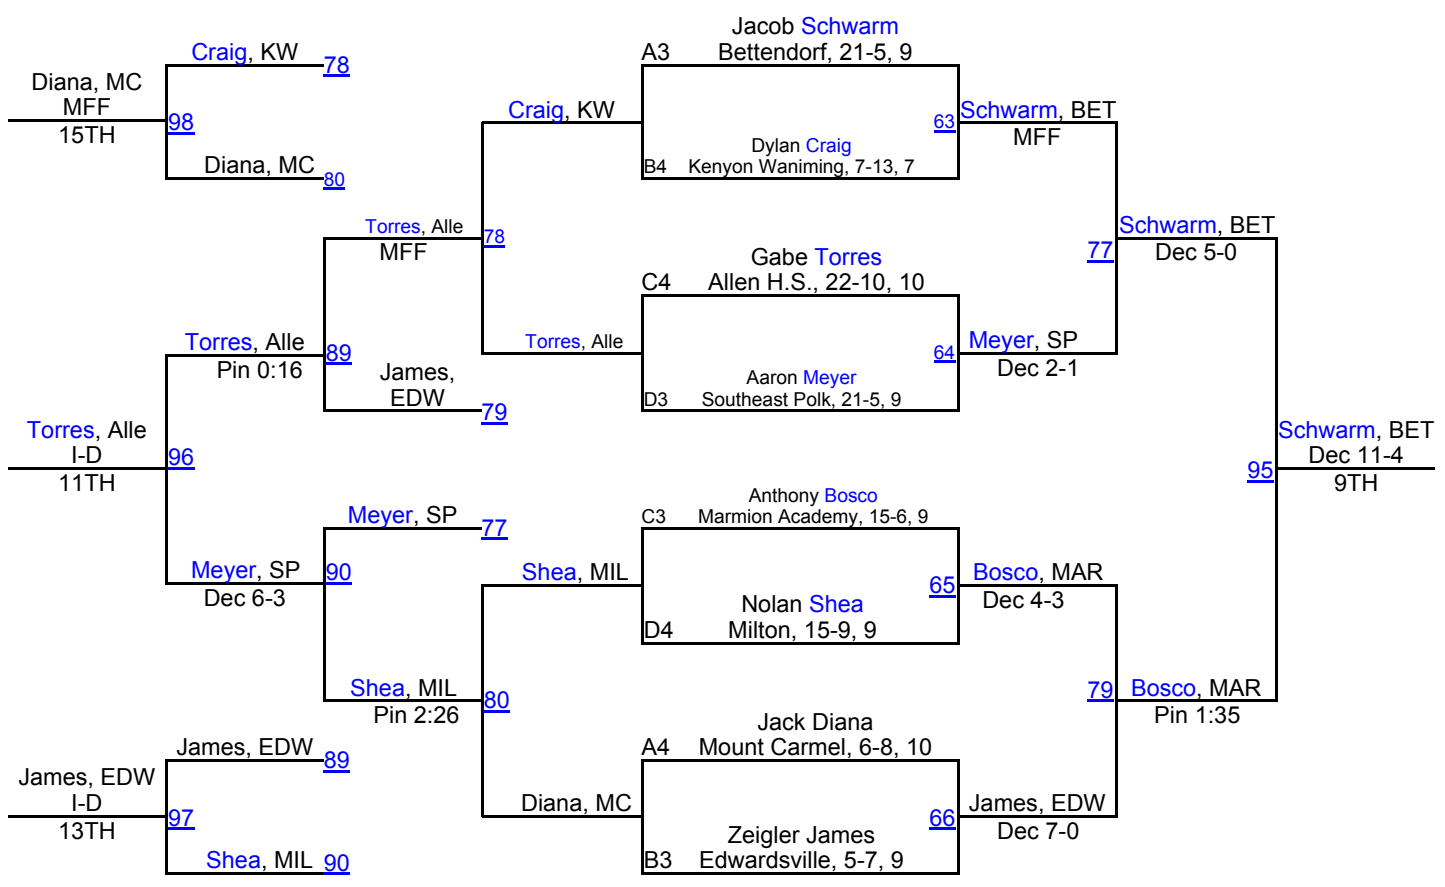 Jacob Schwarm
A3 Bettendorf, 21-5, 9
Craig, KW
78
Diana, MC
MFF
98
15TH
Diana, MC
80
Craig, KW
63
Schwarm, BET
MFF
Dylan Craig
B4 Kenyon Waniming, 7-13, 7
Torres, Alle
MFF
78
Schwarm, BET
77
Dec 5-0
Gabe Torres
C4 Allen H.S., 22-10, 10
Torres, Alle
Pin 0:16
89
Torres, Alle
64
Meyer, SP
Dec 2-1
James,
EDW
79
Aaron Meyer
D3 Southeast Polk, 21-5, 9
Torres, Alle
I-D
96
11TH
Schwarm, BET
Dec 11-4
95
9TH
Anthony Bosco
C3 Marmion Academy, 15-6, 9
Meyer, SP
77
Meyer, SP
90
Dec 6-3
Shea, MIL
65
Bosco, MAR
Dec 4-3
Nolan Shea
D4 Milton, 15-9, 9
Shea, MIL
80
Pin 2:26
79
Bosco, MAR
Pin 1:35
Jack Diana
A4 Mount Carmel, 6-8, 10
James, EDW
89
James, EDW
I-D
97
13TH
Shea, MIL
90
Diana, MC
66
James, EDW
Dec 7-0
Zeigler James
B3 Edwardsville, 5-7, 9